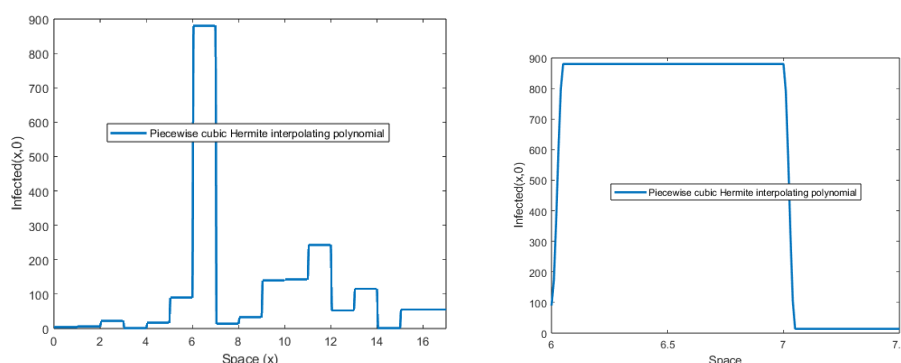 900
800
700
600
500
400
300
200
100
0
Infected(x,0)
Piecewise cubic Hermite interpolating polynomial
0 2 4 6 8 10 12 14 16
Space (x)
900
800
700
600
500
400
300
200
100
0
Infected(x,0)
Piecewise cubic Hermite interpolating polynomial
6 6.5 7 7.
Space